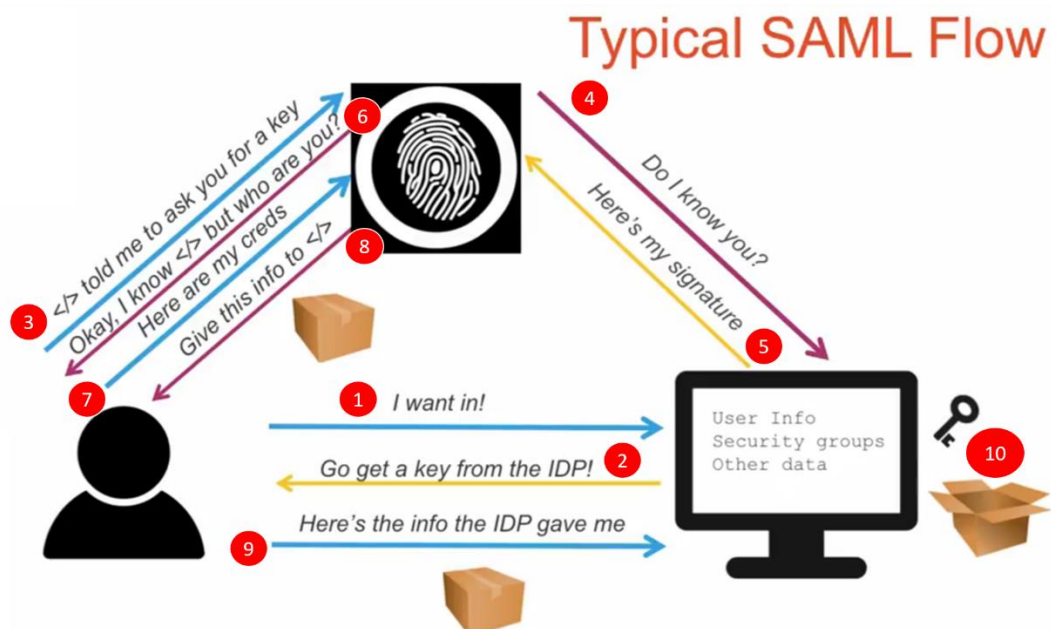 Typical SAML Flow
4
6
</> told me to ask you for a key
Okay, I know </> but who are you?
Here are my creds
Give this info to </>
Do I know you?
Here's my signature
8
3
5
7
1
I want in!
User Info
Security groups
Other data
10
Go get a key from the IDP!
2
Here's the info the IDP gave me
9